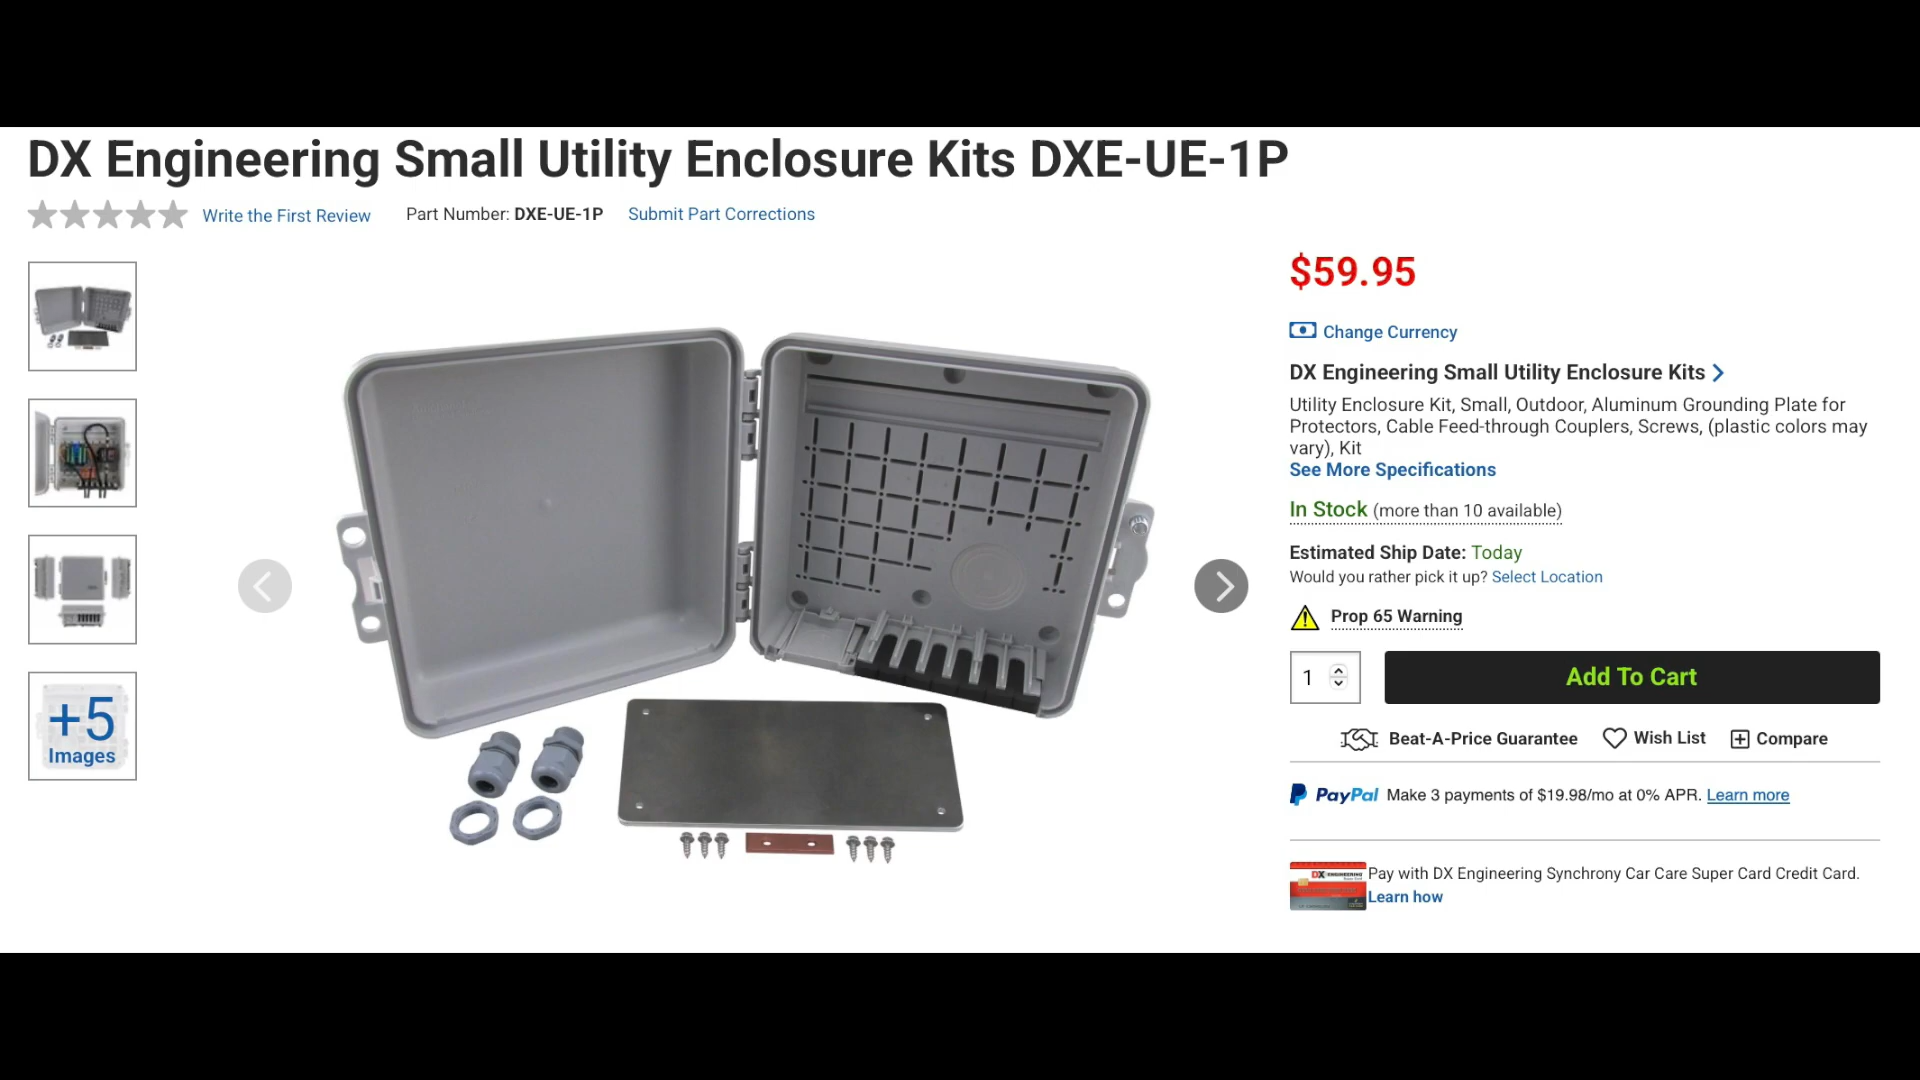 DX Engineering Small Utility Enclosure Kits DXE-UE-1P
Write the First Review
Part Number: DXE-UE-1P
Submit Part Corrections
+5
Images
$59.95
Change Currency
DX Engineering Small Utility Enclosure Kits
Utility Enclosure Kit, Small, Outdoor, Aluminum Grounding Plate for
Protectors, Cable Feed-through Couplers, Screws, (plastic colors may
vary), Kit
See More Specifications
In Stock (more than 10 available)
Estimated Ship Date: Today
Would you rather pick it up? Select Location
Prop 65 Warning
1
Add To Cart
Beat-A-Price Guarantee
Wish List
Compare
PayPal Make 3 payments of $19.98/mo at 0% APR. Learn more
DX ENGINEERING
Pay with DX Engineering Synchrony Car Care Super Card Credit Card.
Learn how